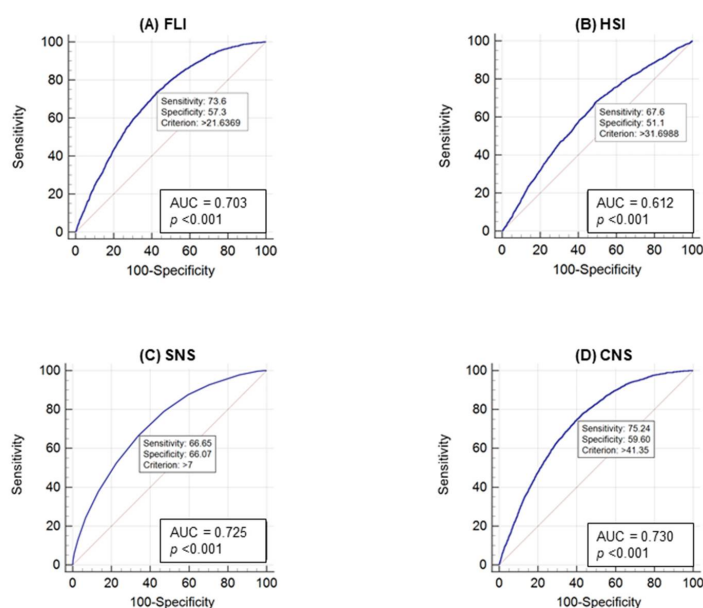 (A) FLI
100
80
60
40
20
0
Sensitivity
Sensitivity: 73.6
Specificity: 57.3
Criterion: >21.6369
AUC = 0.703
p <0.001
0 20 40 60 80 100
100-Specificity
(B) HSI
100
80
60
40
20
0
Sensitivity
Sensitivity: 67.6
Specificity: 51.1
Criterion: >31.6988
AUC = 0.612
p <0.001
0 20 40 60 80 100
100-Specificity
(C) SNS
100
80
60
40
20
0
Sensitivity
Sensitivity: 66.65
Specificity: 66.07
Criterion: >7
AUC = 0.725
p <0.001
0 20 40 60 80 100
100-Specificity
(D) CNS
100
80
60
40
20
0
Sensitivity
Sensitivity: 75.24
Specificity: 59.60
Criterion: >41.35
AUC = 0.730
p <0.001
0 20 40 60 80 100
100-Specificity